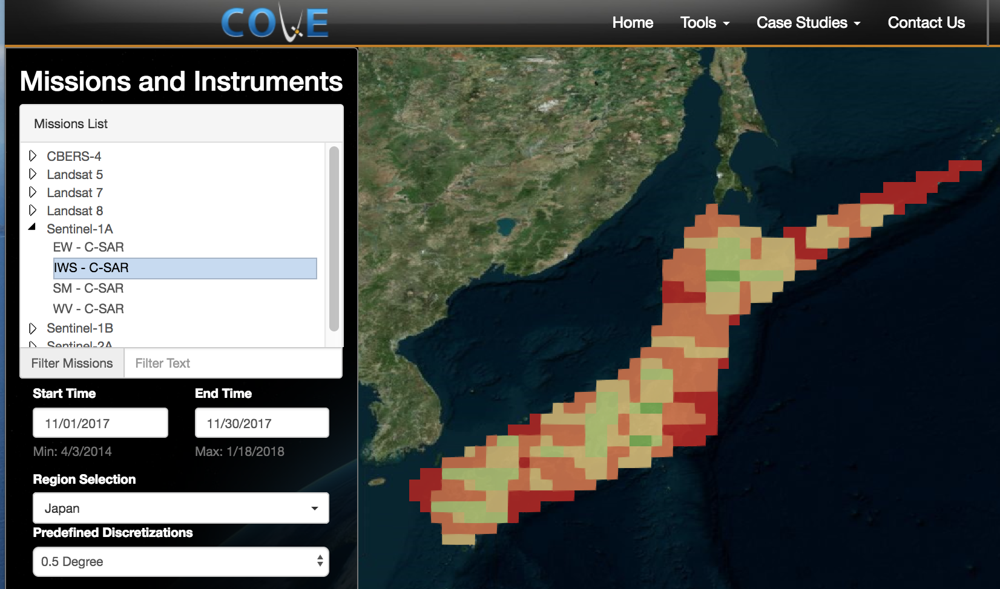 COVE
Home Tools Case Studies Contact Us
Missions and Instruments
Missions List
CBERS-4
Landsat 5
Landsat 7
Landsat 8
Sentinel-1A
EW - C-SAR
IWS - C-SAR
SM - C-SAR
WV - C-SAR
Sentinel-1B
Sentinel-2A
Filter Missions Filter Text
Start Time End Time
11/01/2017 11/30/2017
Min: 4/3/2014 Max: 1/18/2018
Region Selection
Japan
Predefined Discretizations
0.5 Degree